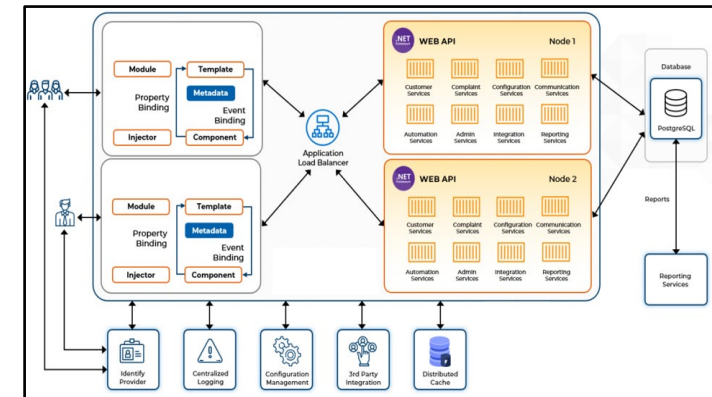 Module
Template
Metadata
Property
Binding
Event
Binding
Injector
Component
Module
Template
Metadata
Property
Binding
Event
Binding
Injector
Component
Application
Load Balancer
.NET
WEB API
Node 1
Customer
Services
Complaint
Services
Configuration
Services
Communication
Services
Automation
Services
Admin
Services
Integration
Services
Reporting
Services
.NET
WEB API
Node 2
Customer
Services
Complaint
Services
Configuration
Services
Communication
Services
Automation
Services
Admin
Services
Integration
Services
Reporting
Services
Database
PostgreSQL
Reports
Reporting
Services
Identify
Provider
Centralized
Logging
Configuration
Management
3rd Party
Integration
Distributed
Cache